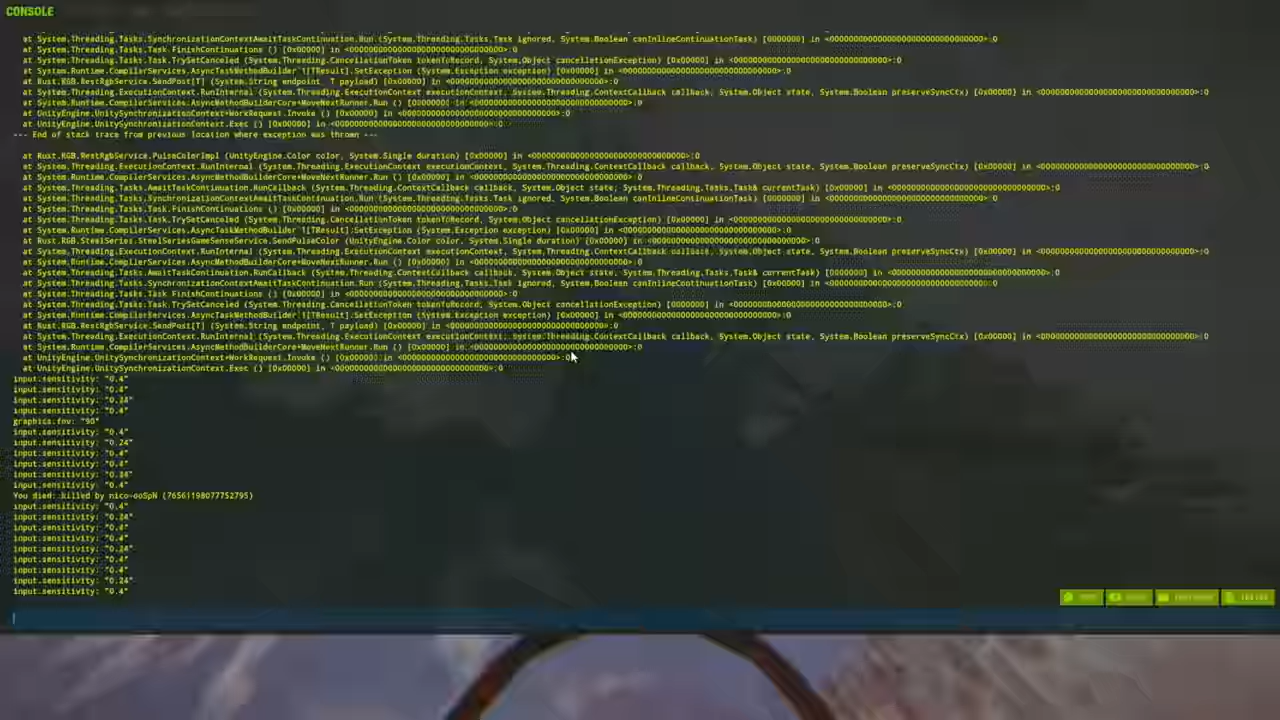 CONSOLE
at System.Threading.Tasks.SynchronizationContextAwaitTaskContinuation.Run (System.Threading.Tasks.Task ignored, System.Boolean canInlineContinuationTask) [0x00000] in <00000000000000000000000000000000>:0
at System.Threading.Tasks.Task.FinishContinuations () [0x00000] in <00000000000000000000000000000000>:0
at System.Threading.Tasks.Task.TrySetCanceled (System.Threading.CancellationToken tokenToRecord, System.Object cancellationException) [0x00000] in <00000000000000000000000000000000>:0
at System.Runtime.CompilerServices.AsyncTaskMethodBuilder`1[TResult].SetException (System.Exception exception) [0x00000] in <00000000000000000000000000000000>:0
at Rust.RGB.RestRgbService.SendPost[T] (System.String endpoint, T payload) [0x00000] in <00000000000000000000000000000000>:0
at System.Threading.ExecutionContext.RunInternal (System.Threading.ExecutionContext executionContext, System.Threading.ContextCallback callback, System.Object state, System.Boolean preserveSyncCtx) [0x00000] in <00000000000000000000000000000000>:0
at System.Runtime.CompilerServices.AsyncMethodBuilderCore+MoveNextRunner.Run () [0x00000] in <00000000000000000000000000000000>:0
at UnityEngine.UnitySynchronizationContext+WorkRequest.Invoke () [0x00000] in <00000000000000000000000000000000>:0
at UnityEngine.UnitySynchronizationContext.Exec () [0x00000] in <00000000000000000000000000000000>:0
--- End of stack trace from previous location where exception was thrown ---
at Rust.RGB.RestRgbService.PulseColorImpl (UnityEngine.Color color, System.Single duration) [0x00000] in <00000000000000000000000000000000>:0
at System.Threading.ExecutionContext.RunInternal (System.Threading.ExecutionContext executionContext, System.Threading.ContextCallback callback, System.Object state, System.Boolean preserveSyncCtx) [0x00000] in <00000000000000000000000000000000>:0
at System.Runtime.CompilerServices.AsyncMethodBuilderCore+MoveNextRunner.Run () [0x00000] in <00000000000000000000000000000000>:0
at System.Threading.Tasks.AwaitTaskContinuation.RunCallback (System.Threading.ContextCallback callback, System.Object state, System.Threading.Tasks.Task& currentTask) [0x00000] in <00000000000000000000000000000000>:0
at System.Threading.Tasks.SynchronizationContextAwaitTaskContinuation.Run (System.Threading.Tasks.Task ignored, System.Boolean canInlineContinuationTask) [0x00000] in <00000000000000000000000000000000>:0
at System.Threading.Tasks.Task.FinishContinuations () [0x00000] in <00000000000000000000000000000000>:0
at System.Threading.Tasks.Task.TrySetCanceled (System.Threading.CancellationToken tokenToRecord, System.Object cancellationException) [0x00000] in <00000000000000000000000000000000>:0
at System.Runtime.CompilerServices.AsyncTaskMethodBuilder`1[TResult].SetException (System.Exception exception) [0x00000] in <00000000000000000000000000000000>:0
at Rust.RGB.SteelSeries.SteelSeriesGameSenseService.SendPulseColor (UnityEngine.Color color, System.Single duration) [0x00000] in <00000000000000000000000000000000>:0
at System.Threading.ExecutionContext.RunInternal (System.Threading.ExecutionContext executionContext, System.Threading.ContextCallback callback, System.Object state, System.Boolean preserveSyncCtx) [0x00000] in <00000000000000000000000000000000>:0
at System.Runtime.CompilerServices.AsyncMethodBuilderCore+MoveNextRunner.Run () [0x00000] in <00000000000000000000000000000000>:0
at System.Threading.Tasks.AwaitTaskContinuation.RunCallback (System.Threading.ContextCallback callback, System.Object state, System.Threading.Tasks.Task& currentTask) [0x00000] in <00000000000000000000000000000000>:0
at System.Threading.Tasks.SynchronizationContextAwaitTaskContinuation.Run (System.Threading.Tasks.Task ignored, System.Boolean canInlineContinuationTask) [0x00000] in <00000000000000000000000000000000>:0
at System.Threading.Tasks.Task.FinishContinuations () [0x00000] in <00000000000000000000000000000000>:0
at System.Threading.Tasks.Task.TrySetCanceled (System.Threading.CancellationToken tokenToRecord, System.Object cancellationException) [0x00000] in <00000000000000000000000000000000>:0
at System.Runtime.CompilerServices.AsyncTaskMethodBuilder`1[TResult].SetException (System.Exception exception) [0x00000] in <00000000000000000000000000000000>:0
at Rust.RGB.RestRgbService.SendPost[T] (System.String endpoint, T payload) [0x00000] in <00000000000000000000000000000000>:0
at System.Threading.ExecutionContext.RunInternal (System.Threading.ExecutionContext executionContext, System.Threading.ContextCallback callback, System.Object state, System.Boolean preserveSyncCtx) [0x00000] in <00000000000000000000000000000000>:0
at System.Runtime.CompilerServices.AsyncMethodBuilderCore+MoveNextRunner.Run () [0x00000] in <00000000000000000000000000000000>:0
at UnityEngine.UnitySynchronizationContext+WorkRequest.Invoke () [0x00000] in <00000000000000000000000000000000>:0
at UnityEngine.UnitySynchronizationContext.Exec () [0x00000] in <00000000000000000000000000000000>:0
input.sensitivity: "0.4"
input.sensitivity: "0.4"
input.sensitivity: "0.24"
input.sensitivity: "0.4"
graphics.fov: "90"
input.sensitivity: "0.4"
input.sensitivity: "0.24"
input.sensitivity: "0.4"
input.sensitivity: "0.4"
input.sensitivity: "0.24"
input.sensitivity: "0.4"
You died: killed by nico-ooSpN (76561198077752795)
input.sensitivity: "0.4"
input.sensitivity: "0.24"
input.sensitivity: "0.4"
input.sensitivity: "0.4"
input.sensitivity: "0.24"
input.sensitivity: "0.4"
input.sensitivity: "0.4"
input.sensitivity: "0.24"
input.sensitivity: "0.4"